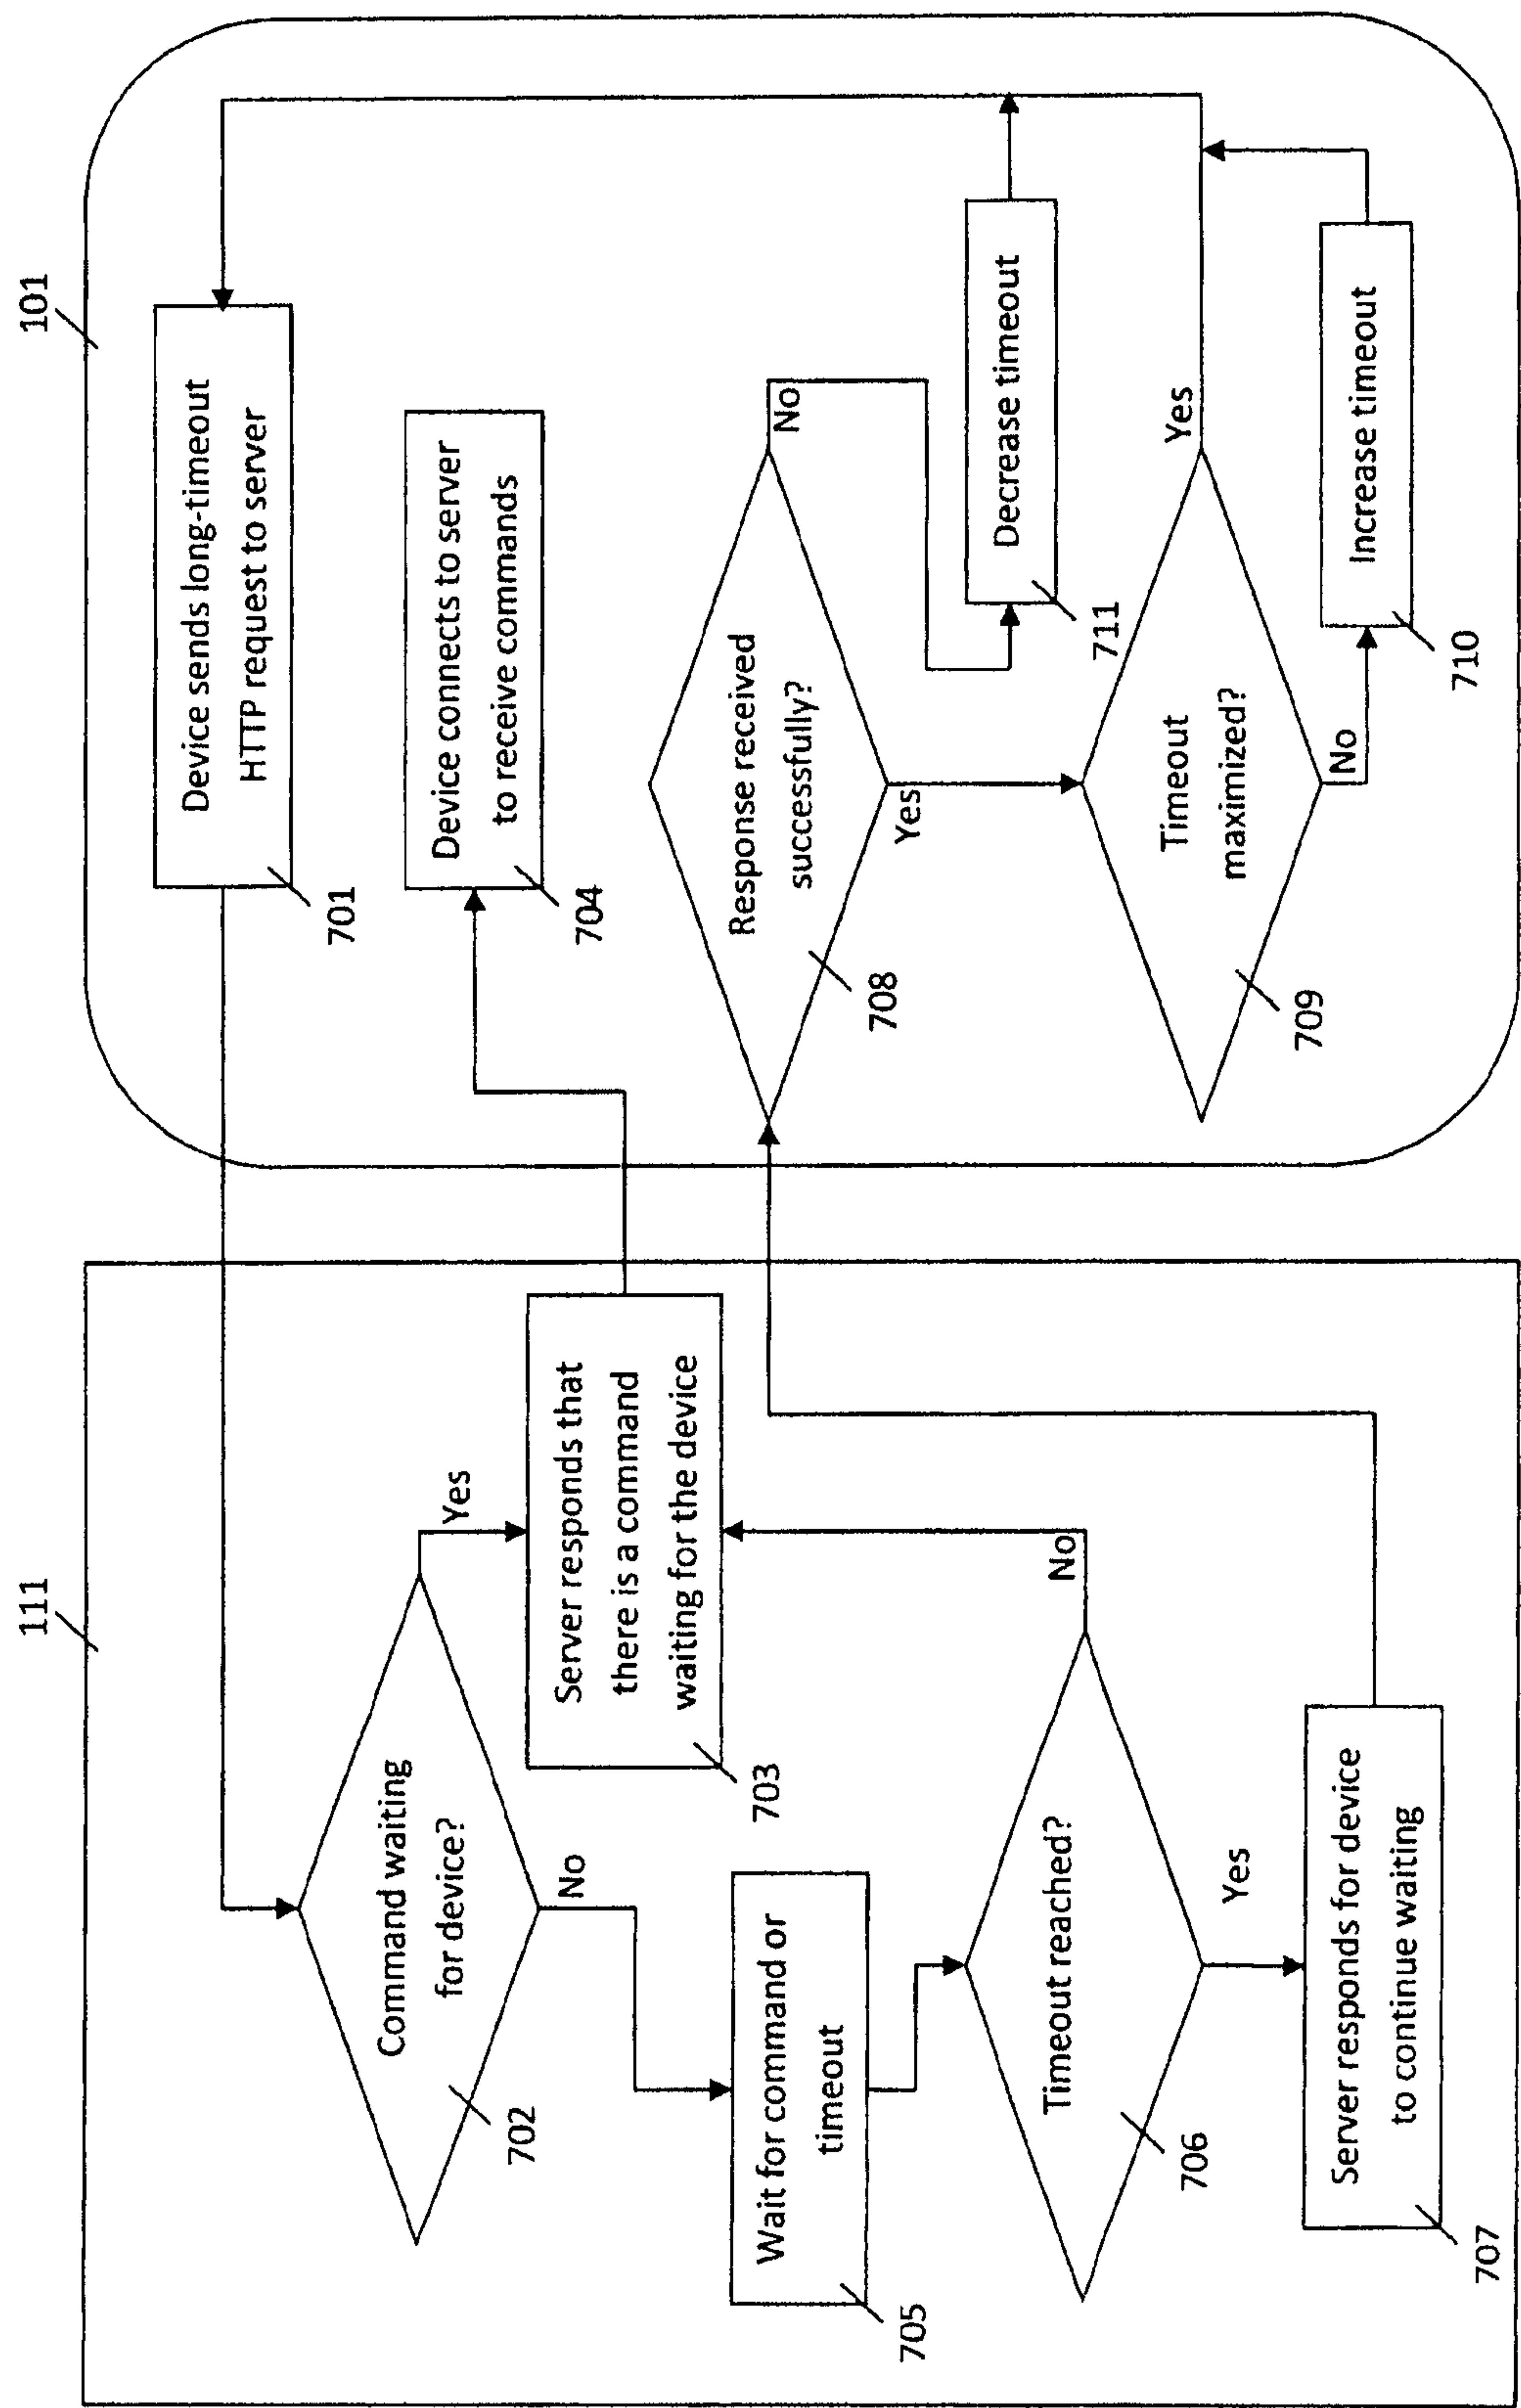 111
Command waiting
for device?
702
Yes
No
Server responds that
there is a command
waiting for the device
703
Wait for command or
timeout
705
Timeout reached?
706
No
Yes
Server responds for device
to continue waiting
707
101
Device sends long-timeout
HTTP request to server
701
Device connects to server
to receive commands
704
Response received
successfully?
708
No
Yes
Decrease timeout
711
Timeout
maximized?
709
Yes
No
Increase timeout
710